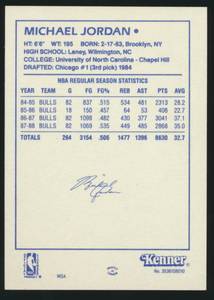 MICHAEL JORDAN •
HT: 6'6" WT: 195 BORN: 2-17-63, Brooklyn, NY
HIGH SCHOOL: Laney, Wilmington, NC
COLLEGE: University of North Carolina - Chapel Hill
DRAFTED: Chicago #1 (3rd pick) 1984
NBA REGULAR SEASON STATISTICS
YEAR TEAM G FGM FG% REB AST PTS AVG
84-85 BULLS 82 837 .515 534 481 2313 28.2
85-86 BULLS 18 150 .457 64 53 408 22.7
86-87 BULLS 82 1098 .482 430 377 3041 37.1
87-88 BULLS 82 1069 .535 449 485 2868 35.0
TOTALS 264 3154 .506 1477 1396 8630 32.7
Kenner